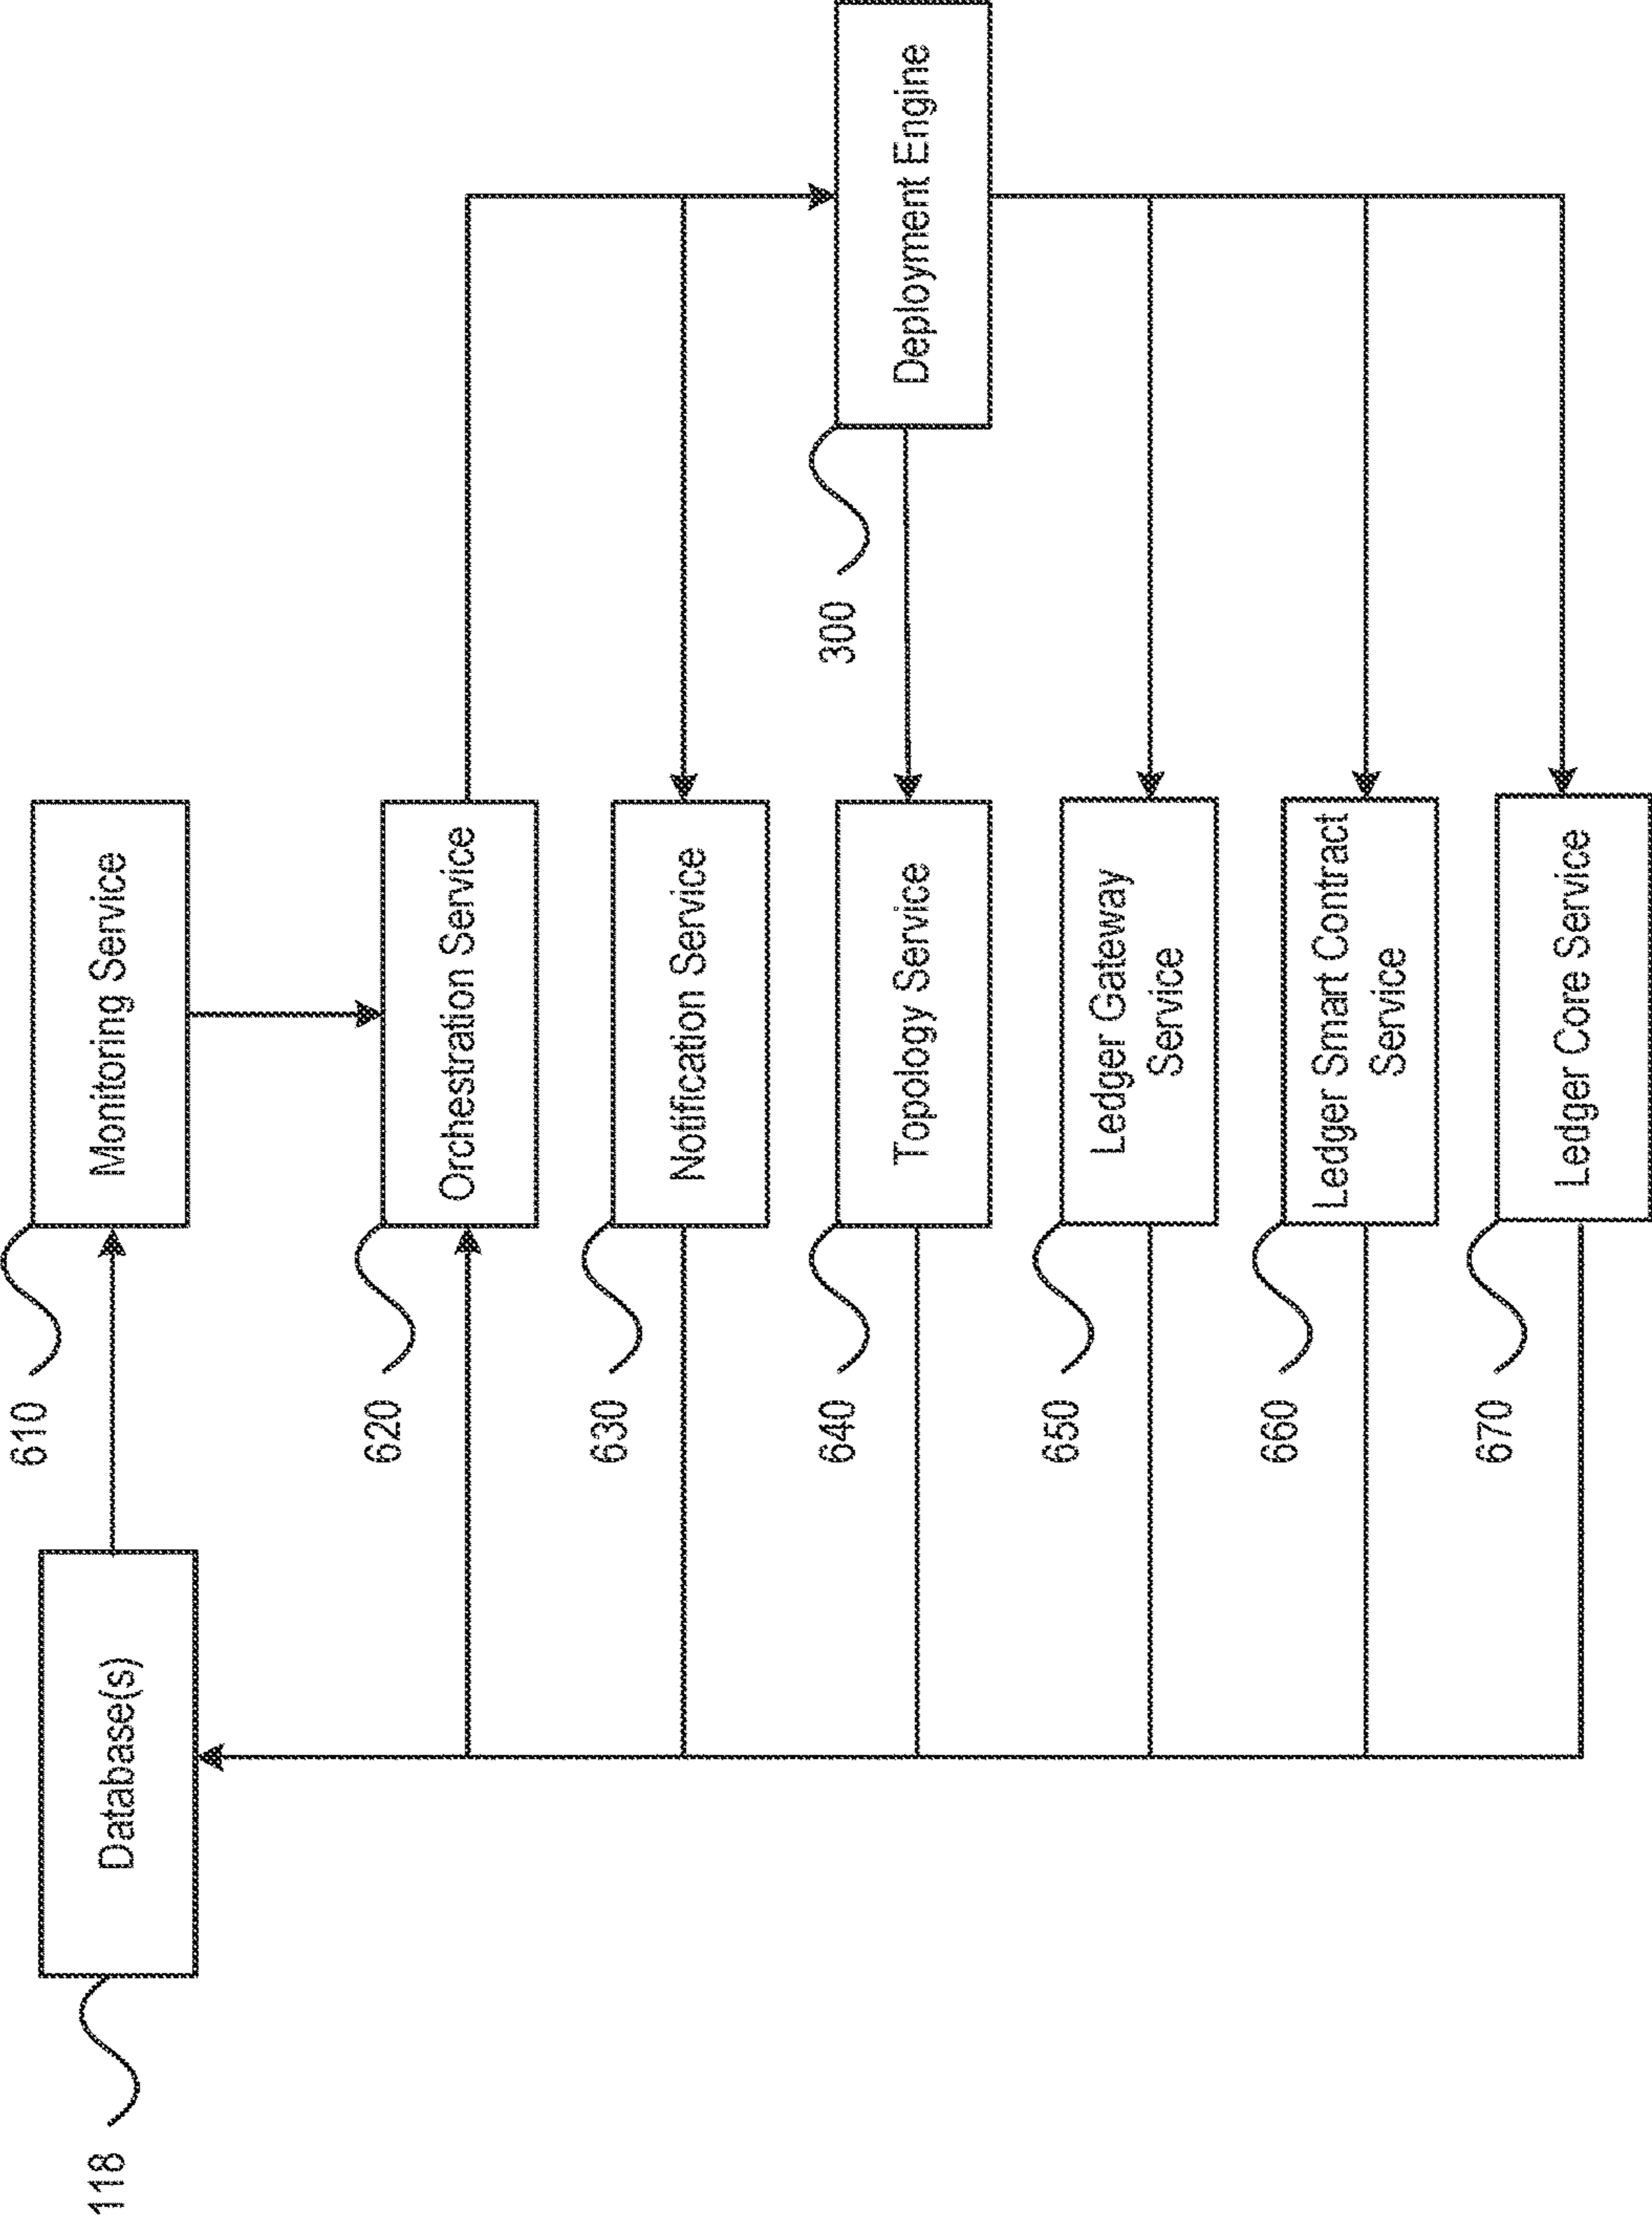 118
Database(s)
610
Monitoring Service
620
Orchestration Service
630
Notification Service
640
Topology Service
300
Deployment Engine
650
Ledger Gateway
Service
660
Ledger Smart Contract
Service
670
Ledger Core Service